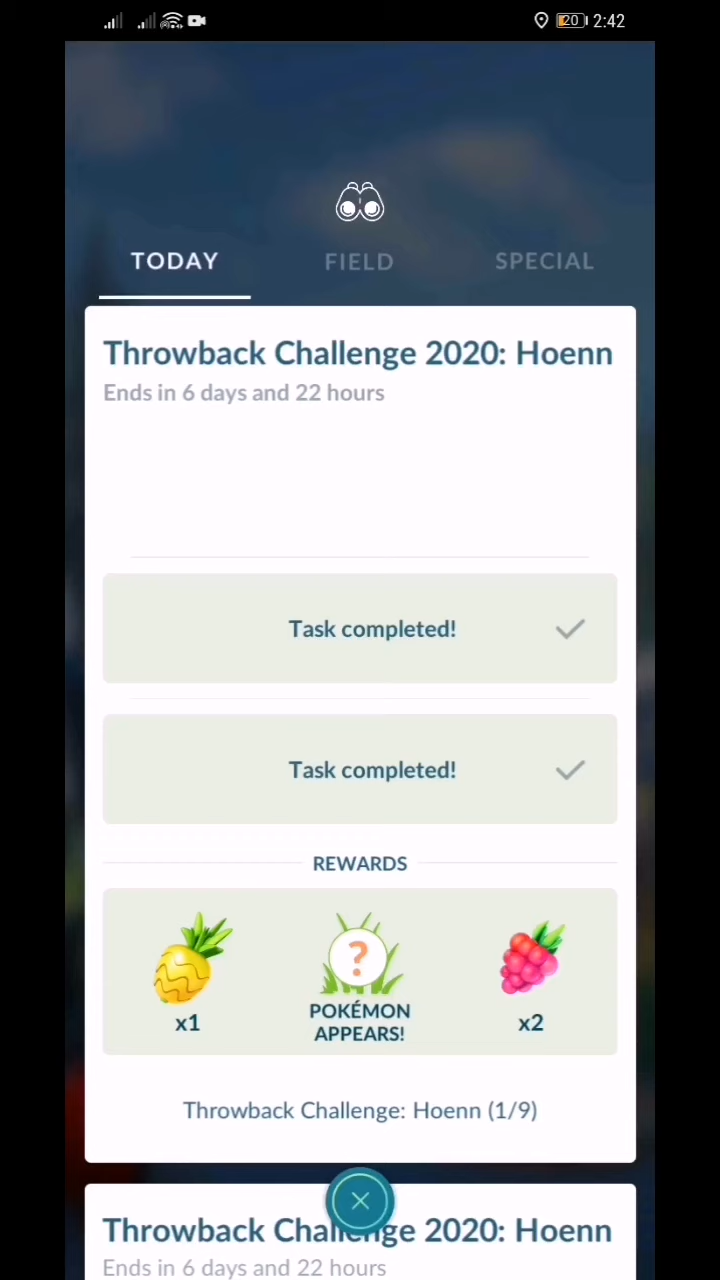 20 2:42
TODAY FIELD SPECIAL
Throwback Challenge 2020: Hoenn
Ends in 6 days and 22 hours
Task completed!
Task completed!
REWARDS
?
x1 POKÉMON APPEARS! x2
Throwback Challenge: Hoenn (1/9)
Throwback Challenge 2020: Hoenn
Ends in 6 days and 22 hours